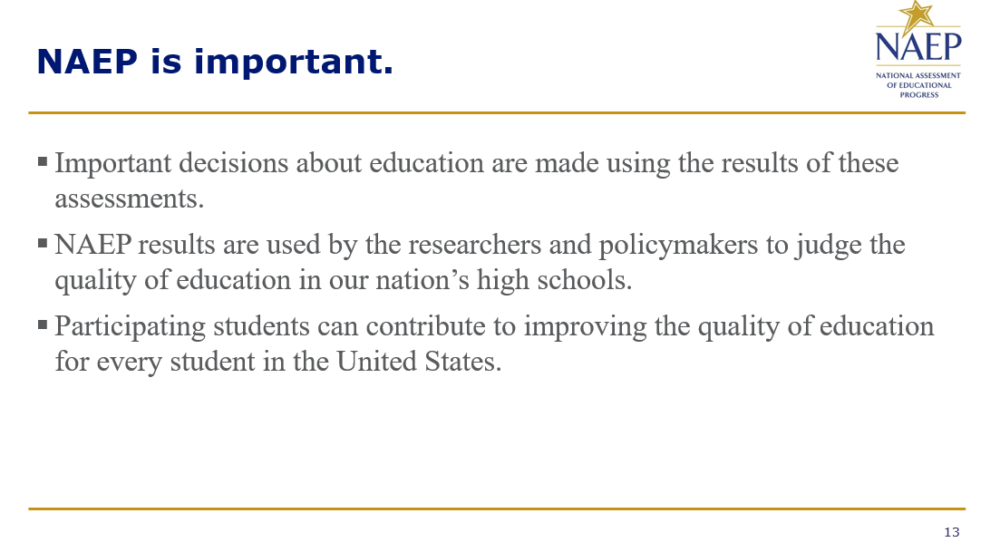 NAEP is important.
NAEP
NATIONAL ASSESSMENT
OF EDUCATIONAL
PROGRESS
▪ Important decisions about education are made using the results of these
assessments.
▪ NAEP results are used by the researchers and policymakers to judge the
quality of education in our nation’s high schools.
▪ Participating students can contribute to improving the quality of education
for every student in the United States.
13